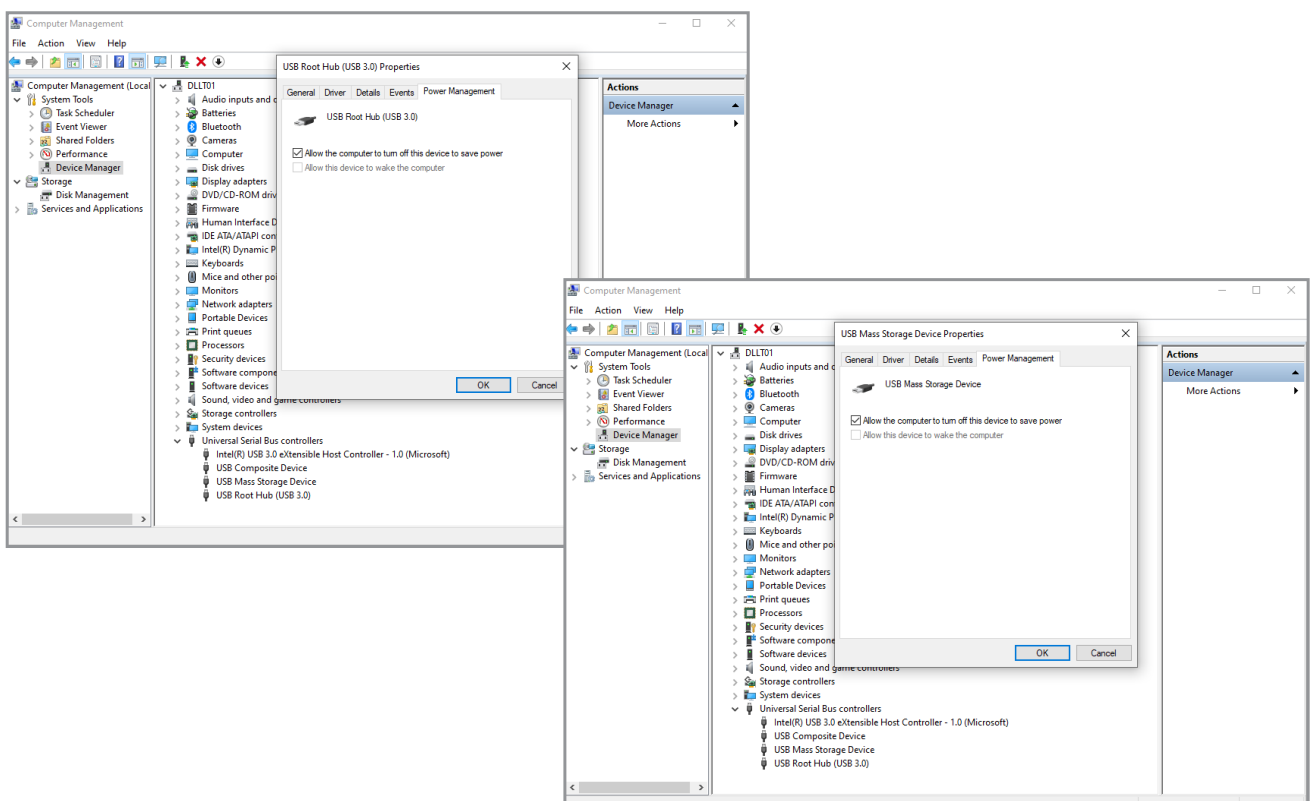 Computer Management
File Action View Help
Computer Management (Local
System Tools
Task Scheduler
Event Viewer
Shared Folders
Performance
Device Manager
Storage
Disk Management
Services and Applications
DLLT01
Audio inputs and o
Batteries
Bluetooth
Cameras
Computer
Disk drives
Display adapters
DVD/CD-ROM driv
Firmware
Human Interface D
IDE ATA/ATAPI con
Intel(R) Dynamic P
Keyboards
Mice and other poi
Monitors
Network adapters
Portable Devices
Print queues
Processors
Security devices
Software compone
Software devices
Sound, video and game controllers
Storage controllers
System devices
Universal Serial Bus controllers
Intel(R) USB 3.0 eXtensible Host Controller - 1.0 (Microsoft)
USB Composite Device
USB Mass Storage Device
USB Root Hub (USB 3.0)
USB Root Hub (USB 3.0) Properties
General Driver Details Events Power Management
USB Root Hub (USB 3.0)
Allow the computer to turn off this device to save power
Allow this device to wake the computer
OK Cancel
Actions
Device Manager
More Actions
Computer Management
File Action View Help
Computer Management (Local
System Tools
Task Scheduler
Event Viewer
Shared Folders
Performance
Device Manager
Storage
Disk Management
Services and Applications
DLLT01
Audio inputs and o
Batteries
Bluetooth
Cameras
Computer
Disk drives
Display adapters
DVD/CD-ROM driv
Firmware
Human Interface D
IDE ATA/ATAPI con
Intel(R) Dynamic P
Keyboards
Mice and other poi
Monitors
Network adapters
Portable Devices
Print queues
Processors
Security devices
Software compone
Software devices
Sound, video and game controllers
Storage controllers
System devices
Universal Serial Bus controllers
Intel(R) USB 3.0 eXtensible Host Controller - 1.0 (Microsoft)
USB Composite Device
USB Mass Storage Device
USB Root Hub (USB 3.0)
USB Mass Storage Device Properties
General Driver Details Events Power Management
USB Mass Storage Device
Allow the computer to turn off this device to save power
Allow this device to wake the computer
OK Cancel
Actions
Device Manager
More Actions